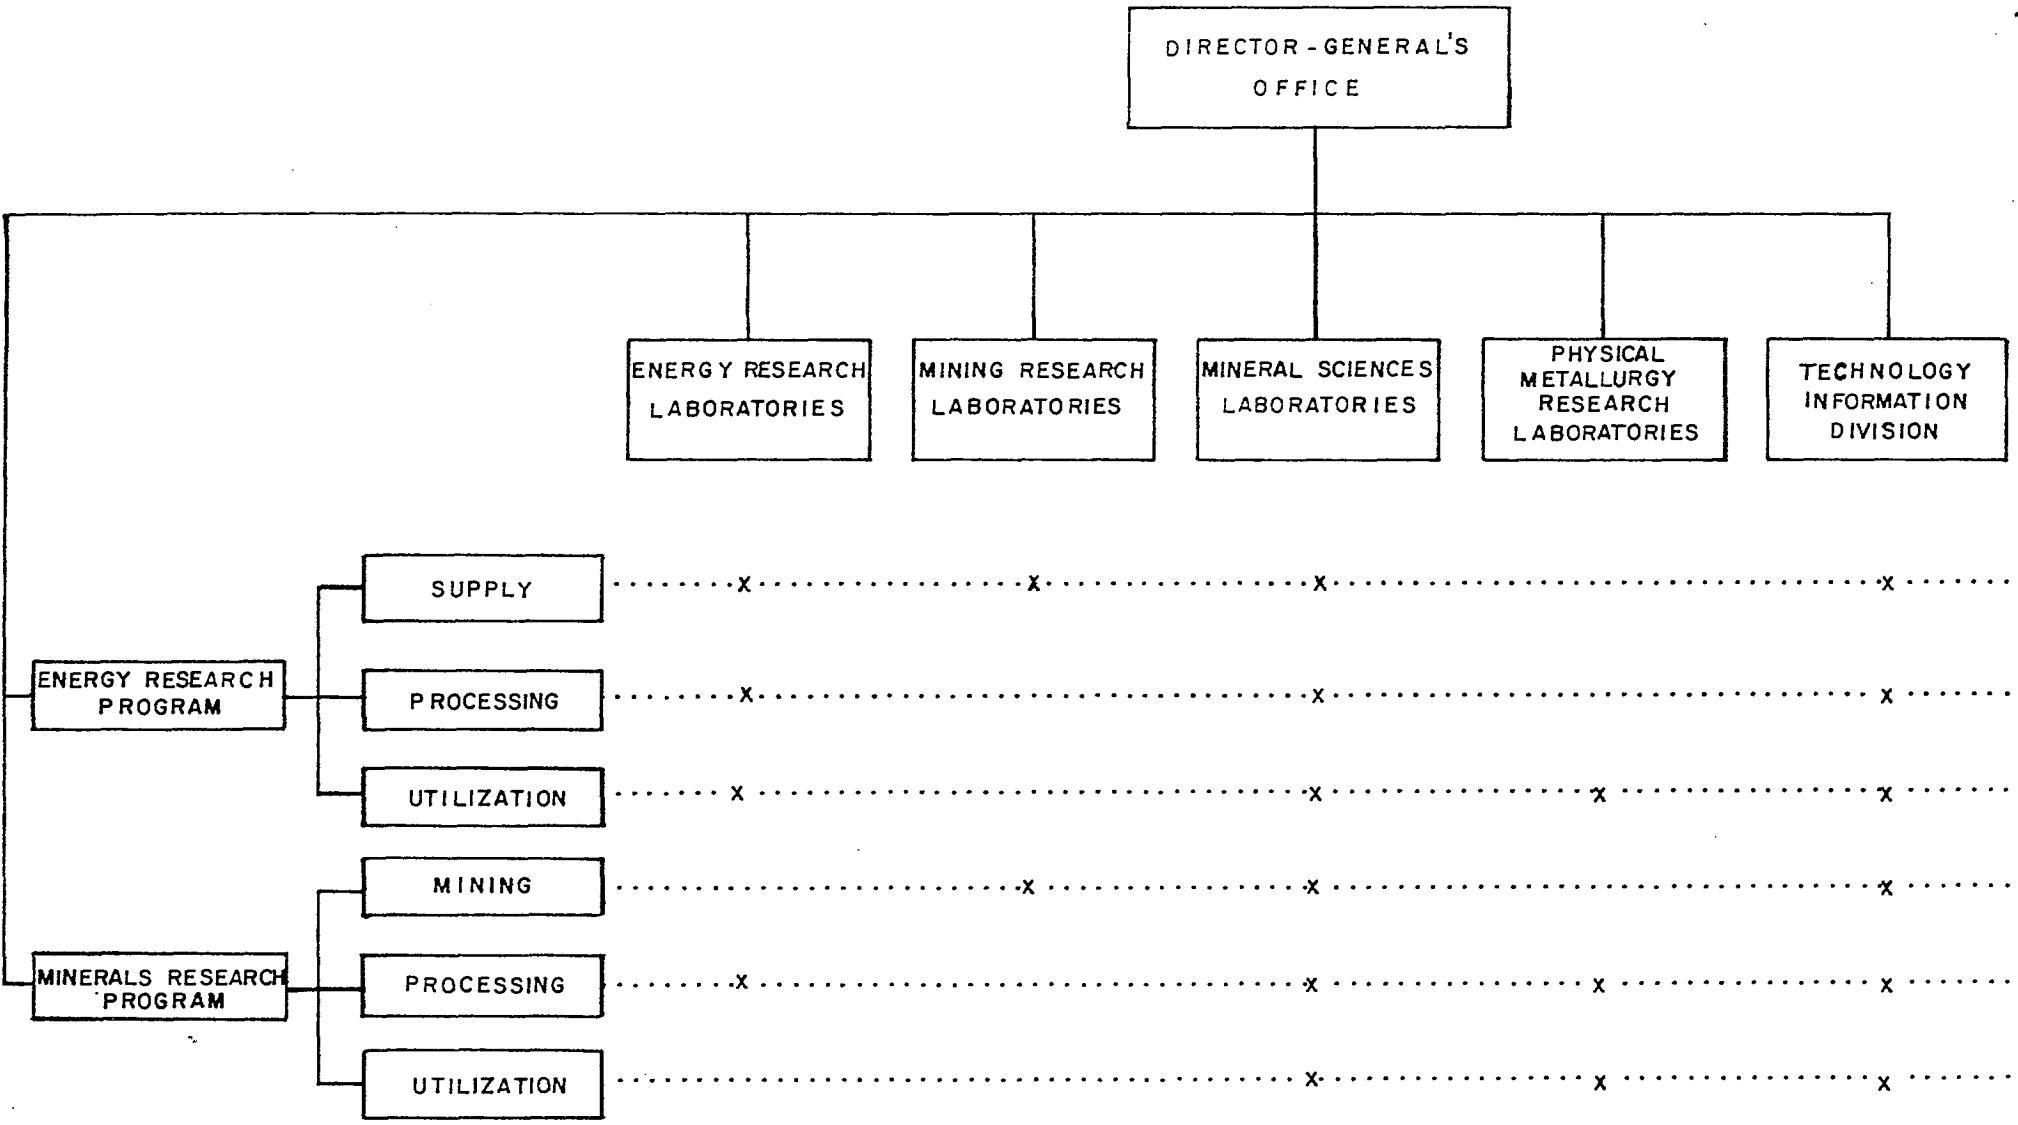 DIRECTOR-GENERAL'S
OFFICE
ENERGY RESEARCH
LABORATORIES
MINING RESEARCH
LABORATORIES
MINERAL SCIENCES
LABORATORIES
PHYSICAL
METALLURGY
RESEARCH
LABORATORIES
TECHNOLOGY
INFORMATION
DIVISION
SUPPLY
X X X X
ENERGY RESEARCH
PROGRAM
PROCESSING
X X X
UTILIZATION
X X X X
MINING
X X X
MINERALS RESEARCH
PROGRAM
PROCESSING
X X X X
UTILIZATION
X X X